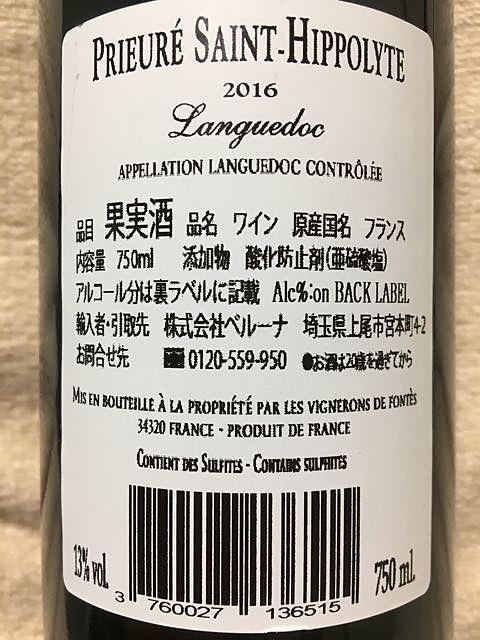 PRIEURÉ SAINT-HIPPOLYTE
2016
Languedoc
APPELLATION LANGUEDOC CONTRÔLÉE
品目 果実酒 品名 ワイン 原産国名 フランス
内容量 750ml 添加物 酸化防止剤(亜硫酸塩)
アルコール分は裏ラベルに記載 Alc%:on BACK LABEL
輸入者・引取先 株式会社ベルーナ 埼玉県上尾市宮本町4-2
お問合せ先 0120-559-950 ●お酒は20歳を過ぎてから
MIS EN BOUTEILLE À LA PROPRIÉTÉ PAR LES VIGNERONS DE FONTÈS
34320 FRANCE - PRODUIT DE FRANCE
CONTIENT DES SULFITES - CONTAINS SULPHITES
13% vol.
750 ml.
3 760027 136515